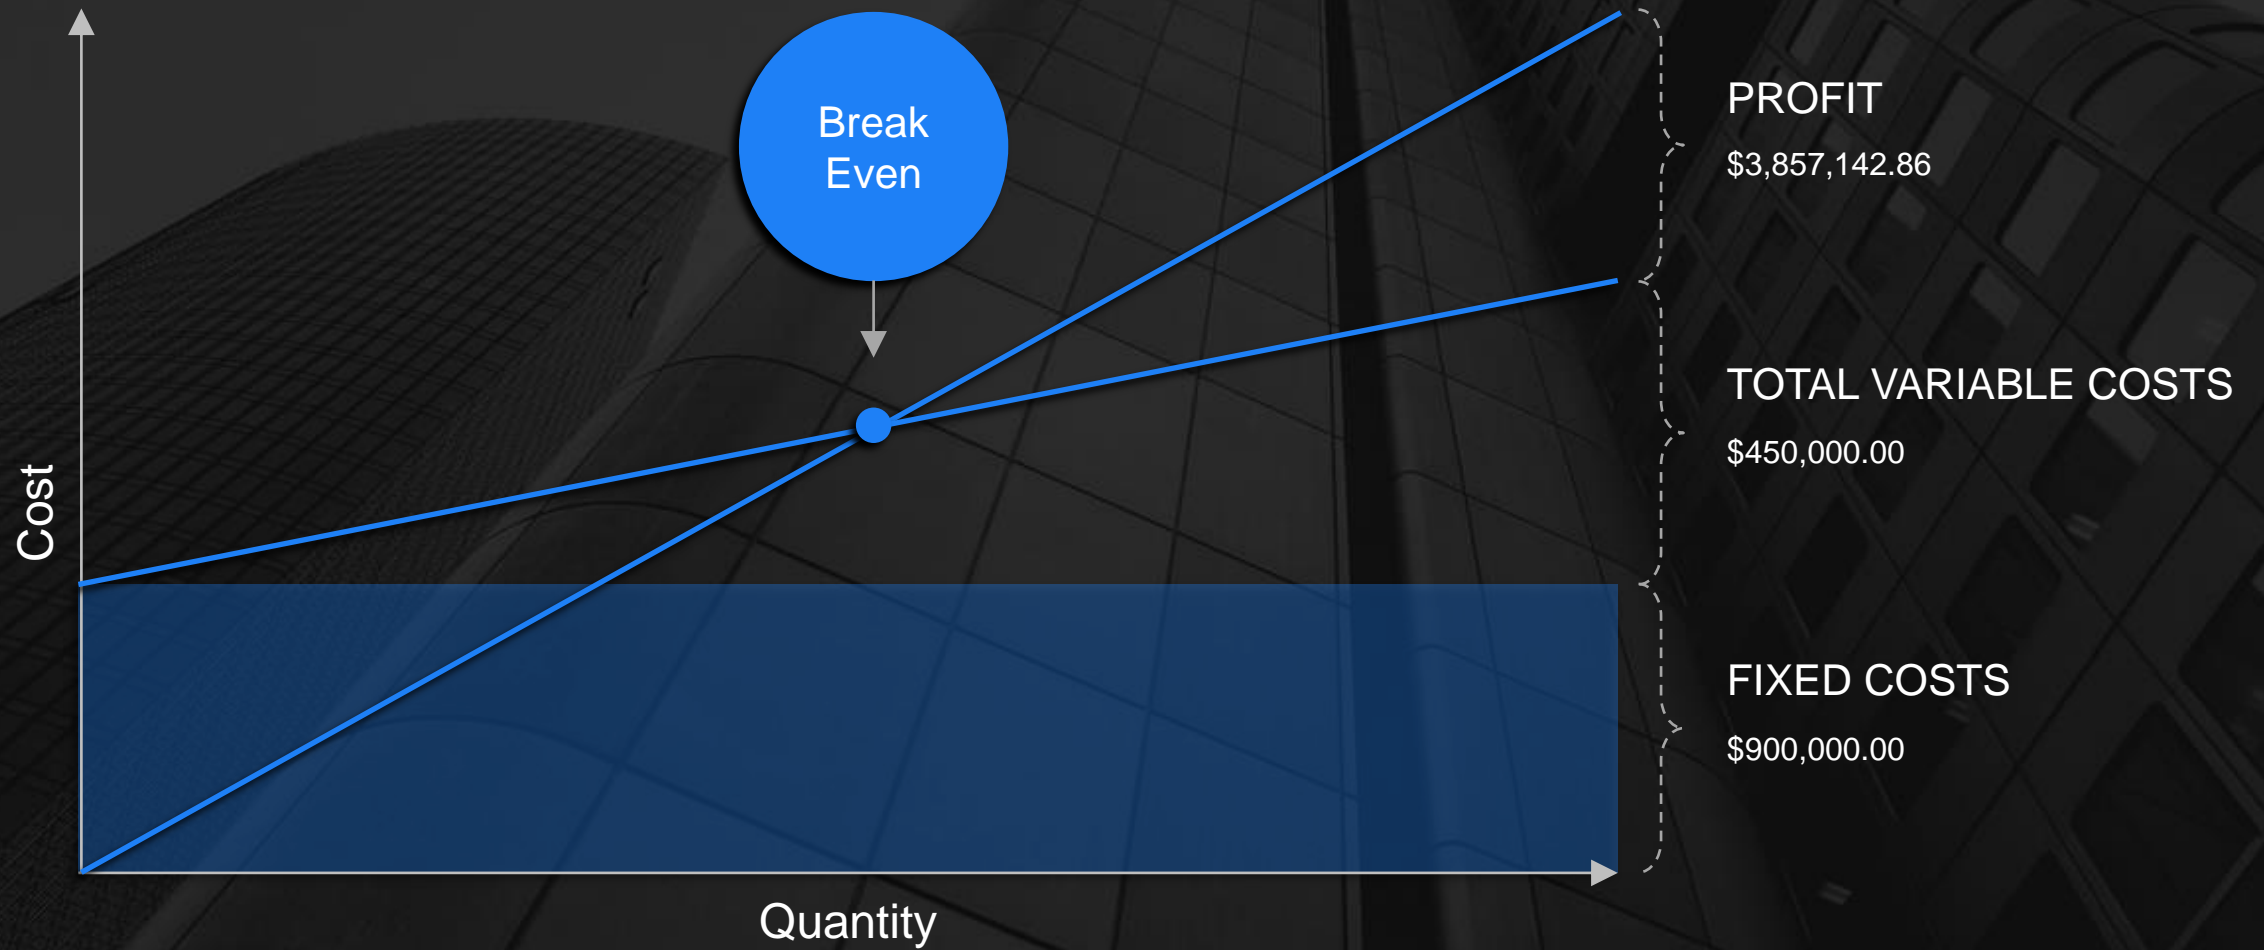 Break
Even
PROFIT
$3,857,142.86
TOTAL VARIABLE COSTS
$450,000.00
FIXED COSTS
$900,000.00
Cost
Quantity